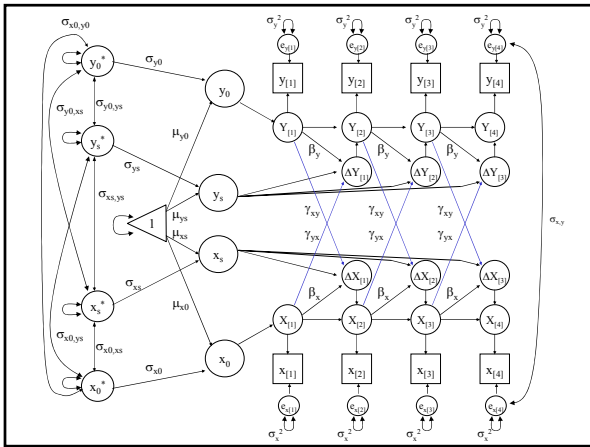 σx0,y0
σy² σy² σy² σy²
ey[1] ey[2] ey[3] ey[4]
y0* σy0
y[1] y[2] y[3] y[4]
y0
σy0,xs σy0,ys
Y[1] Y[2] Y[3] Y[4]
ys* μy0
βy βy βy
σys
ΔY[1] ΔY[2] ΔY[3]
ys
σxs,ys
μys
γxy γxy γxy
1
σx,y
μxs
γyx γyx γyx
xs
ΔX[1] ΔX[2] ΔX[3]
σxs
xs*
μx0
βx βx βx
σx0,ys
X[1] X[2] X[3] X[4]
σx0,xs
x0
x[1] x[2] x[3] x[4]
x0* σx0
ex[1] ex[2] ex[3] ex[4]
σx² σx² σx² σx²